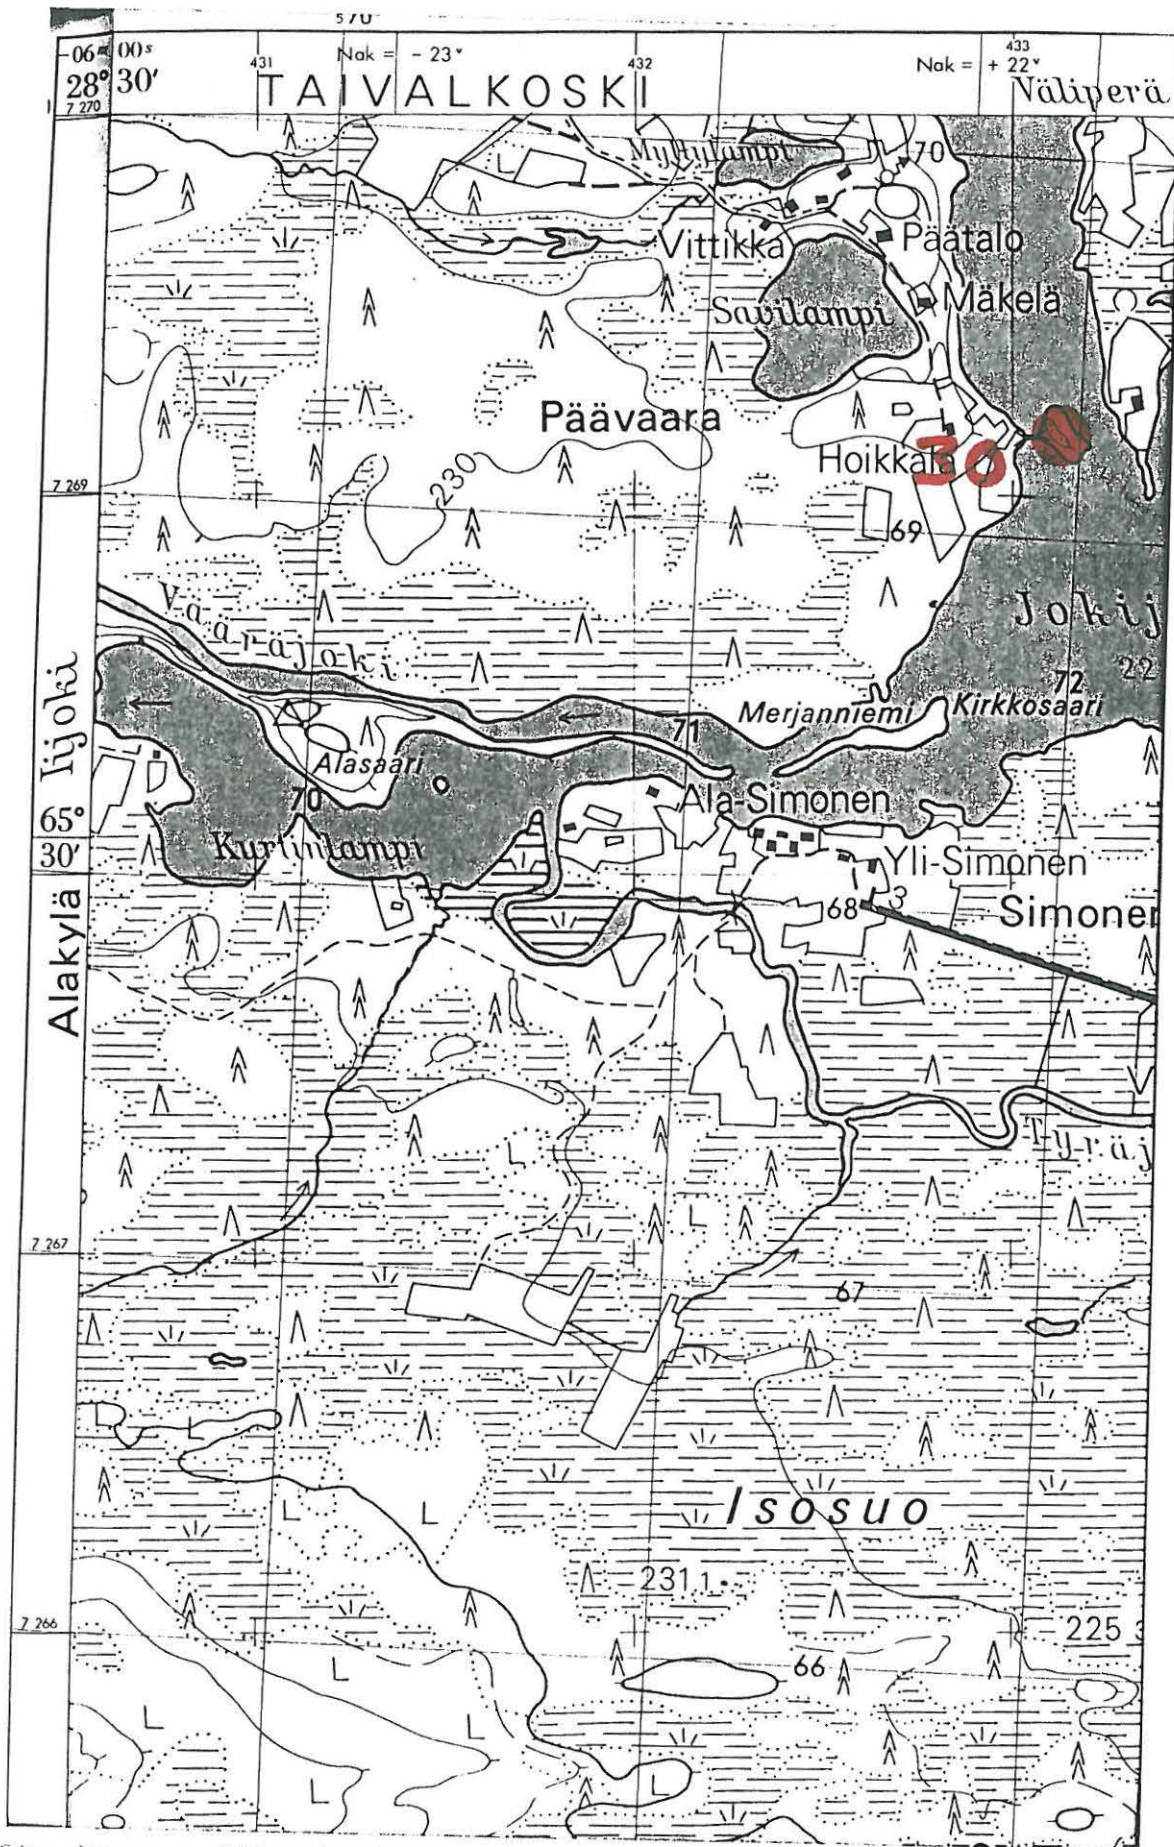 570
-06ᵐ 00ˢ
431
Nak = - 23ᵛ
432
433
Nak = + 22ᵛ
28° 30'
TAIVALKOSKI
Väliperä
7 270
Myllylampi
70
L
Vittikka
Päätalo
Savilampi
Mäkelä
Päävaara
Hoikkala
30
230
7 269
69
Vaarajoki
Jokij
22
72
Merjanniemi
Kirkkosaari
71
Iijoki
Alasaari
70
Ala-Simonen
65°
30'
Kurtinlampi
Yli-Simonen
3
68
Simonen
Alakylä
Tyräj
L
L
7 267
67
L
L
L
L
Isosuo
231 1
7 266
225 3
66
L
L
L
L
L